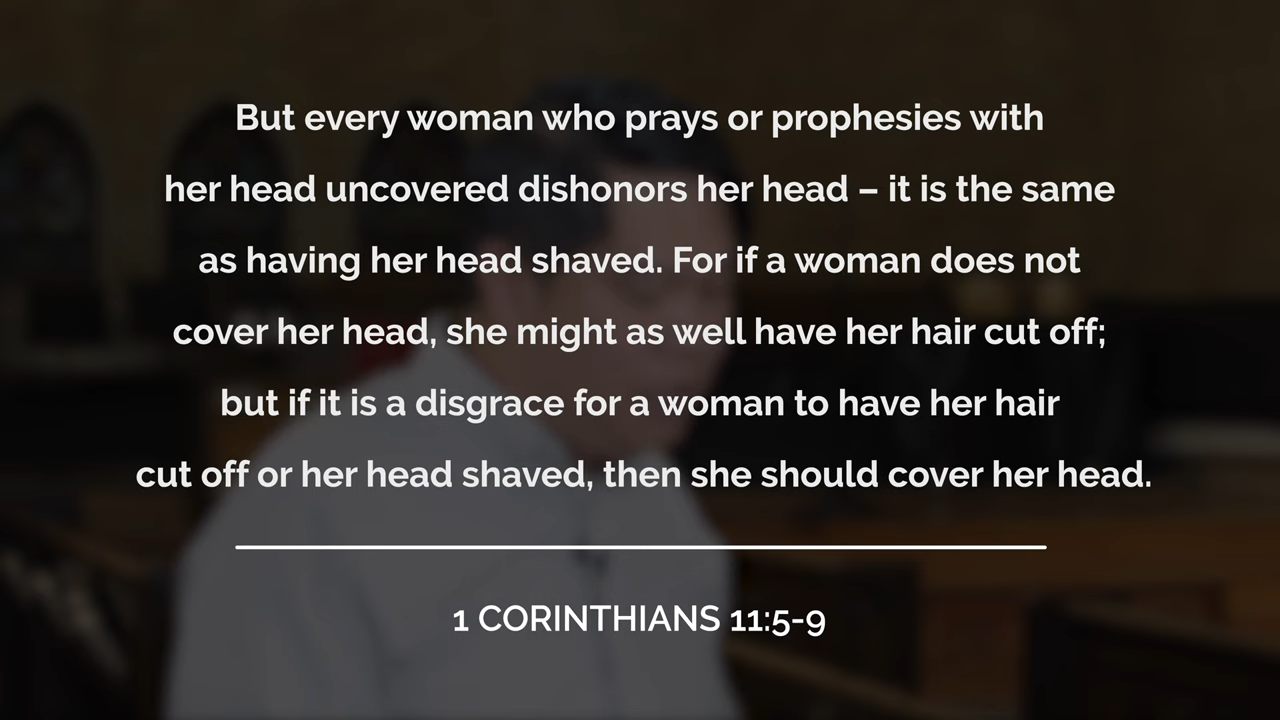 But every woman who prays or prophesies with
her head uncovered dishonors her head – it is the same
as having her head shaved. For if a woman does not
cover her head, she might as well have her hair cut off;
but if it is a disgrace for a woman to have her hair
cut off or her head shaved, then she should cover her head.
1 CORINTHIANS 11:5-9